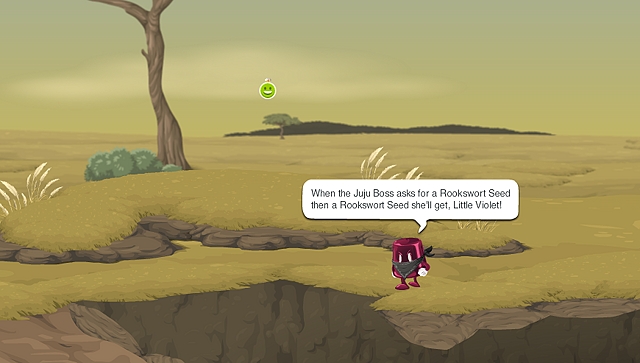 When the Juju Boss asks for a Rookswort Seed
then a Rookswort Seed she'll get, Little Violet!